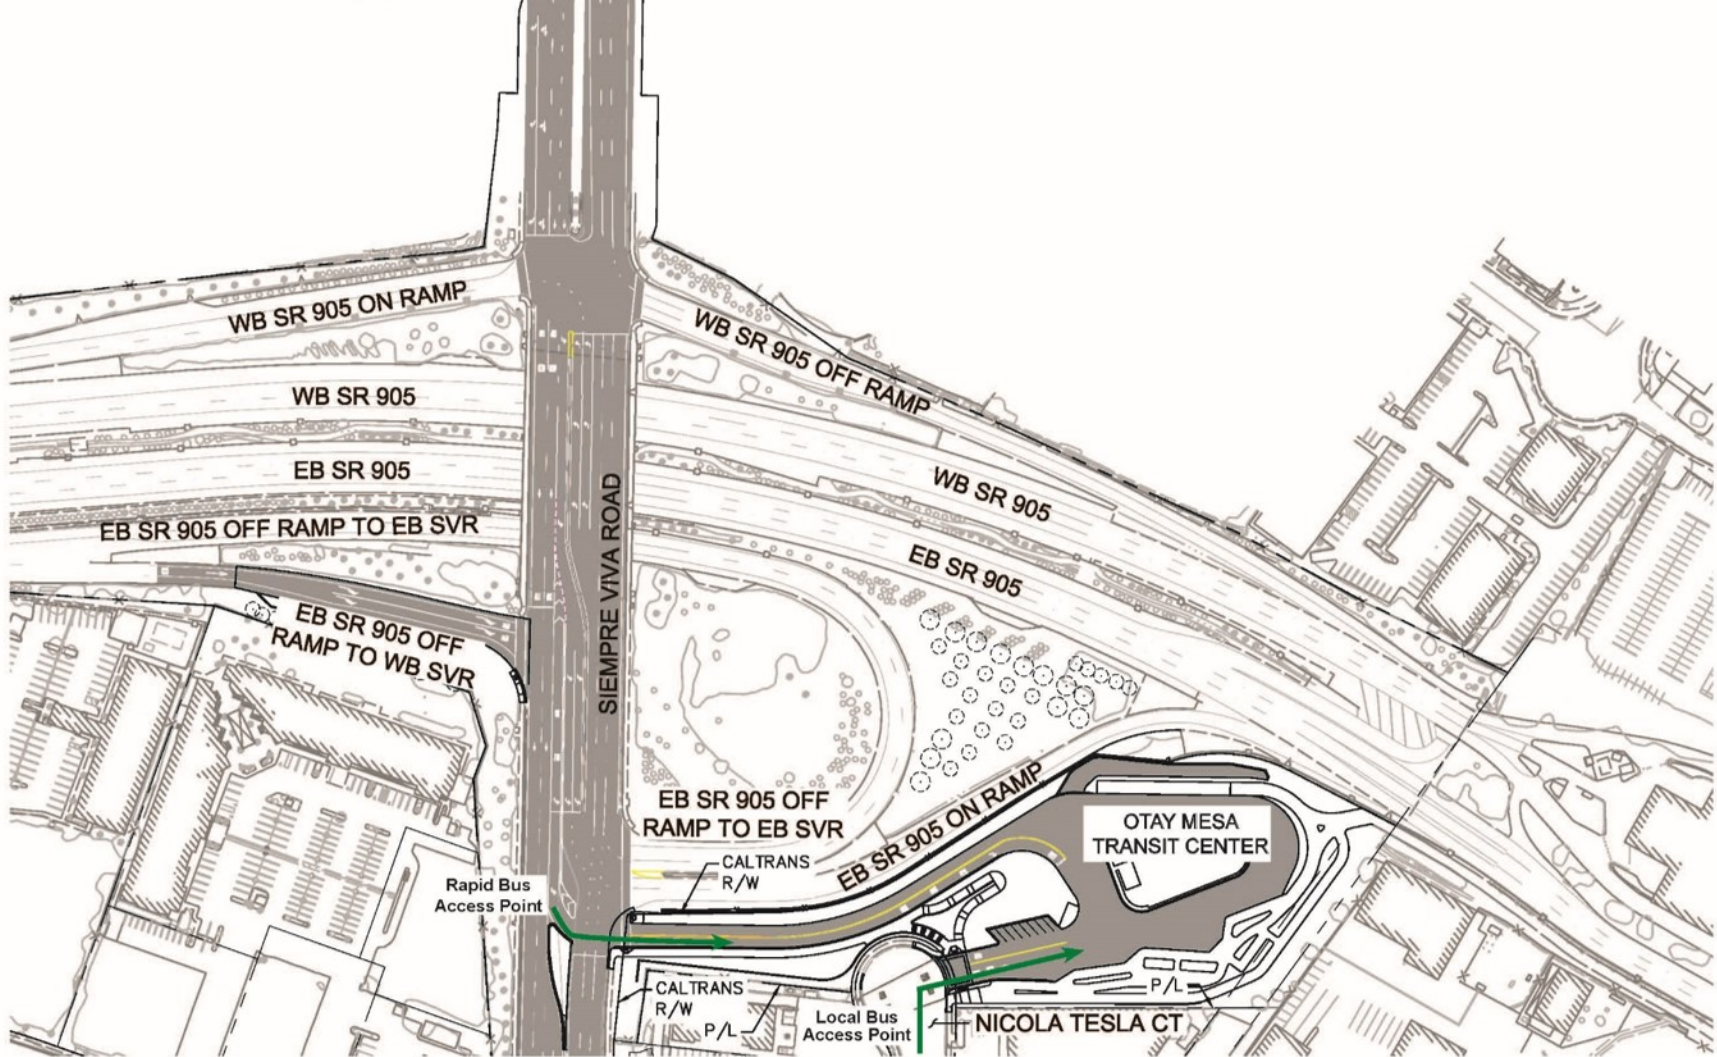 WB SR 905 ON RAMP
WB SR 905 OFF RAMP
WB SR 905
EB SR 905
WB SR 905
EB SR 905 OFF RAMP TO EB SVR
EB SR 905
SIEMPRE VIVA ROAD
EB SR 905 OFF
RAMP TO WB SVR
EB SR 905 OFF
RAMP TO EB SVR
EB SR 905 ON RAMP
OTAY MESA
TRANSIT CENTER
CALTRANS
R/W
Rapid Bus
Access Point
CALTRANS
R/W
P/L
P/L
Local Bus
Access Point
NICOLA TESLA CT